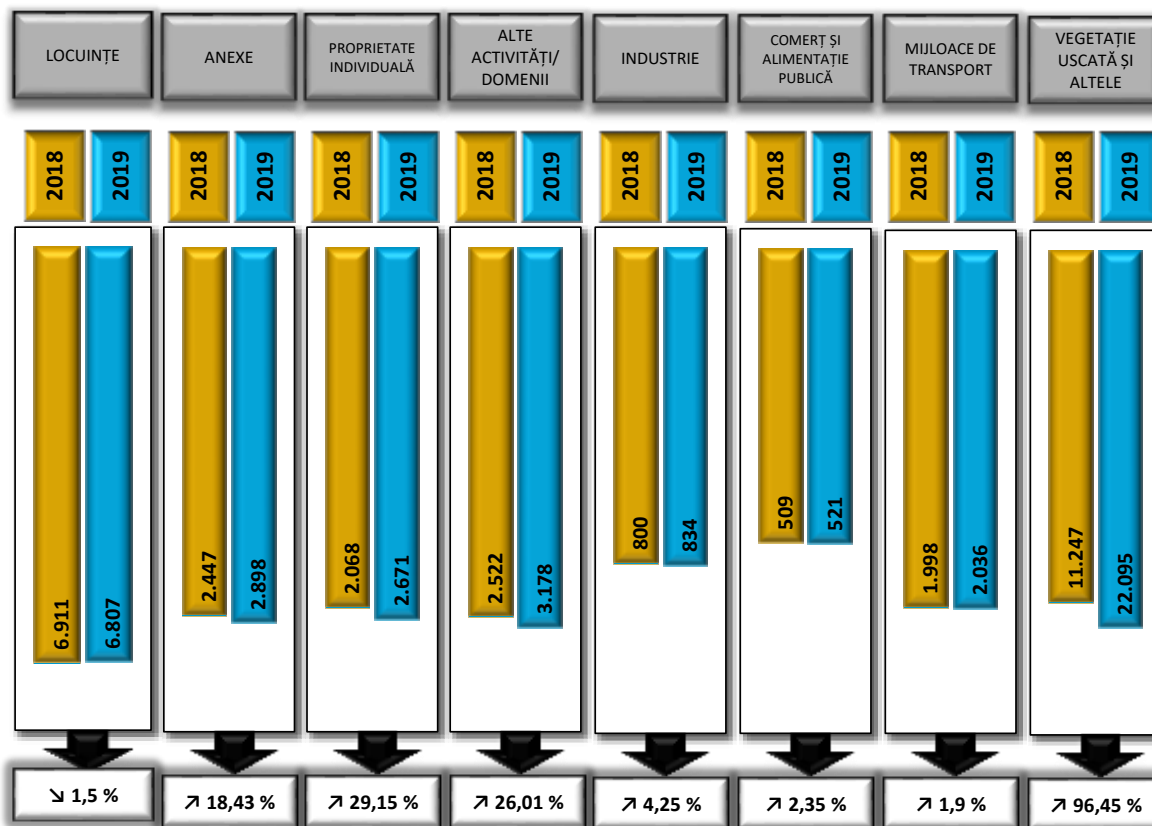 LOCUINȚE
ANEXE
PROPRIETATE
INDIVIDUALĂ
ALTE
ACTIVITĂȚI/
DOMENII
INDUSTRIE
COMERȚ ȘI
ALIMENTAȚIE
PUBLICĂ
MIJLOACE DE
TRANSPORT
VEGETAȚIE
USCATĂ ȘI
ALTELE
2018
2019
2018
2019
2018
2019
2018
2019
2018
2019
2018
2019
2018
2019
2018
2019
6.911
6.807
2.447
2.898
2.068
2.671
2.522
3.178
800
834
509
521
1.998
2.036
11.247
22.095
↘ 1,5 %
↗ 18,43 %
↗ 29,15 %
↗ 26,01 %
↗ 4,25 %
↗ 2,35 %
↗ 1,9 %
↗ 96,45 %